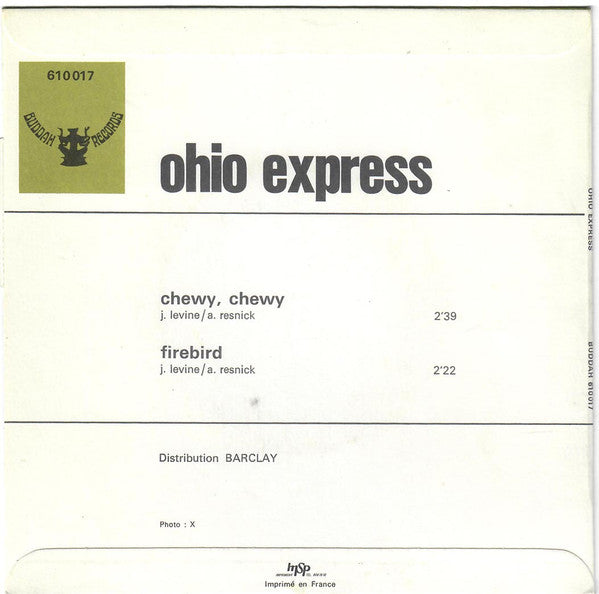 610017
BUDDAH RECORDS
ohio express
OHIO EXPRESS
chewy, chewy
j. levine/a. resnick 2'39
firebird
j. levine/a. resnick 2'22
BUDDAH 610017
Distribution BARCLAY
Photo : X
msp
Imprimé en France